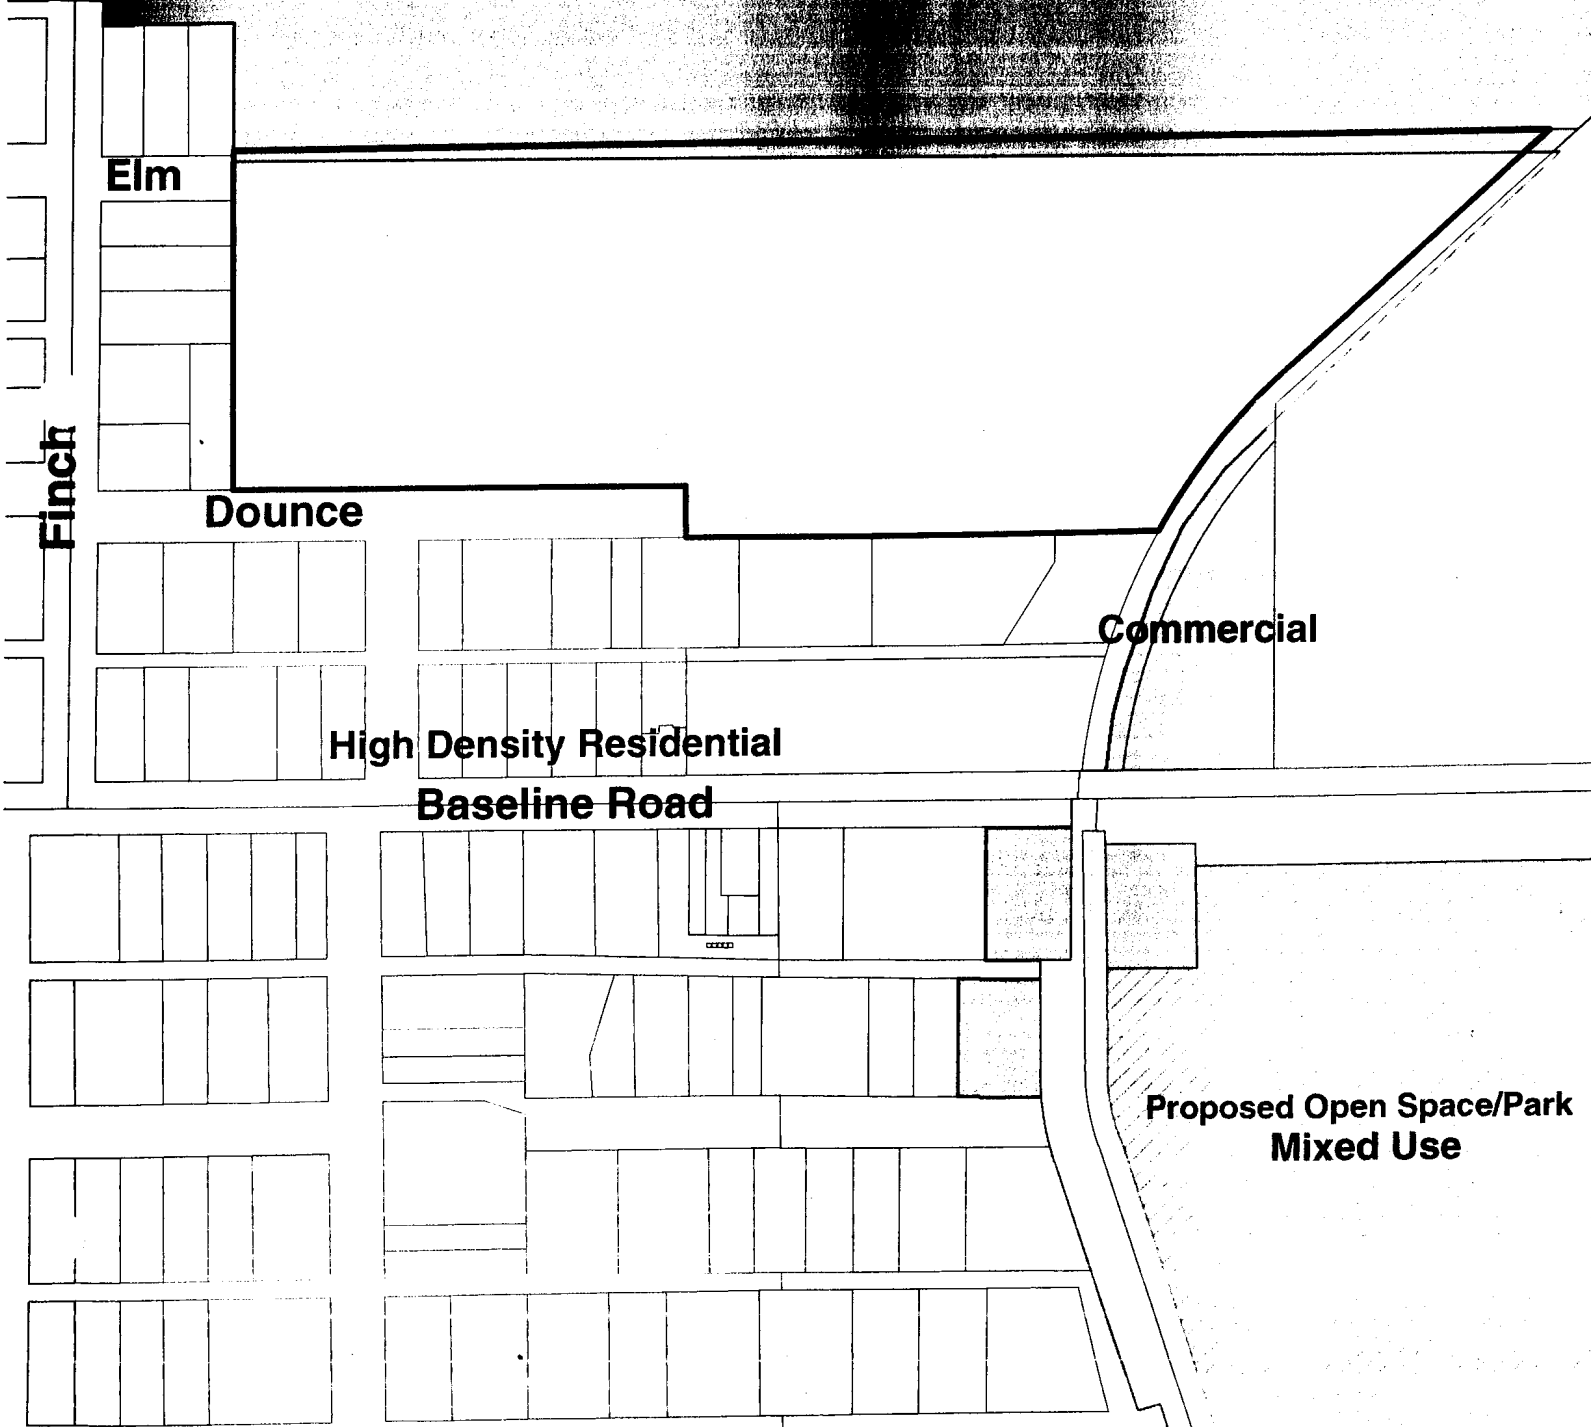 Elm
Finch
Dounce
Commercial
High Density Residential
Baseline Road
Proposed Open Space/Park
Mixed Use